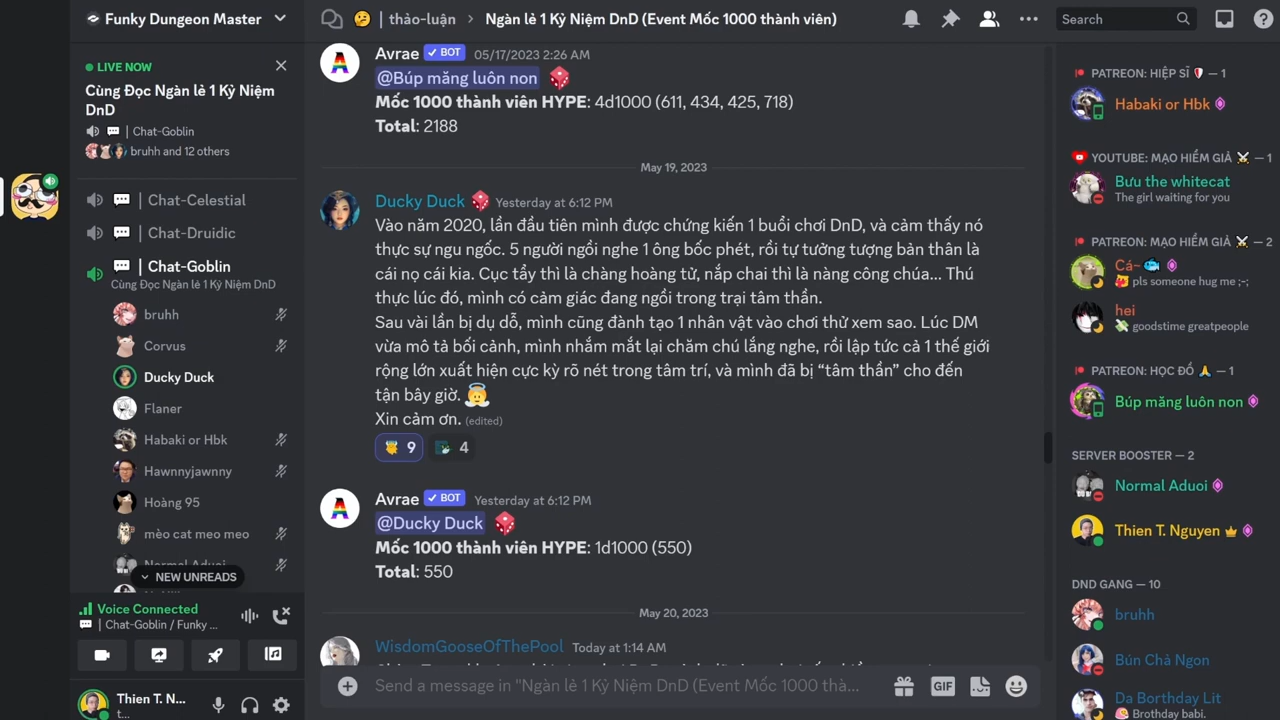 Funky Dungeon Master
LIVE NOW
Cùng Đọc Ngàn lẻ 1 Kỷ Niệm
DnD
| Chat-Goblin
bruhh and 12 others
| Chat-Celestial
| Chat-Druidic
| Chat-Goblin
Cùng Đọc Ngàn lẻ 1 Kỷ Niệm DnD
bruhh
Corvus
Ducky Duck
Flaner
Habaki or Hbk
Hawnnyjawnny
Hoàng 95
mèo cat meo meo
Normal Aduoi
NEW UNREADS
Voice Connected
| Chat-Goblin / Funky ...
Thien T. N...
t...
| thảo-luận › Ngàn lẻ 1 Kỷ Niệm DnD (Event Mốc 1000 thành viên)
Search
Avrae ✓ BOT 05/17/2023 2:26 AM
@Búp măng luôn non
Mốc 1000 thành viên HYPE: 4d1000 (611, 434, 425, 718)
Total: 2188
May 19, 2023
Ducky Duck Yesterday at 6:12 PM
Vào năm 2020, lần đầu tiên mình được chứng kiến 1 buổi chơi DnD, và cảm thấy nó
thực sự ngu ngốc. 5 người ngồi nghe 1 ông bốc phét, rồi tự tưởng tượng bản thân là
cái nọ cái kia. Cục tẩy thì là chàng hoàng tử, nắp chai thì là nàng công chúa... Thú
thực lúc đó, mình có cảm giác đang ngồi trong trại tâm thần.
Sau vài lần bị dụ dỗ, mình cũng đành tạo 1 nhân vật vào chơi thử xem sao. Lúc DM
vừa mô tả bối cảnh, mình nhắm mắt lại chăm chú lắng nghe, rồi lập tức cả 1 thế giới
rộng lớn xuất hiện cực kỳ rõ nét trong tâm trí, và mình đã bị “tâm thần” cho đến
tận bây giờ.
Xin cảm ơn. (edited)
9 4
Avrae ✓ BOT Yesterday at 6:12 PM
@Ducky Duck
Mốc 1000 thành viên HYPE: 1d1000 (550)
Total: 550
May 20, 2023
WisdomGooseOfThePool Today at 1:14 AM
Send a message in "Ngàn lẻ 1 Kỷ Niệm DnD (Event Mốc 1000 thà...
GIF
PATREON: HIỆP SĨ — 1
Habaki or Hbk
YOUTUBE: MẠO HIỂM GIẢ — 1
Bưu the whitecat
The girl waiting for you
PATREON: MẠO HIỂM GIẢ — 2
Cá~
pls someone hug me ;-;
hei
goodstime greatpeople
PATREON: HỌC ĐỒ — 1
Búp măng luôn non
SERVER BOOSTER — 2
Normal Aduoi
Thien T. Nguyen
DND GANG — 10
bruhh
Bún Chả Ngon
Da Borthday Lit
Brothday babi.